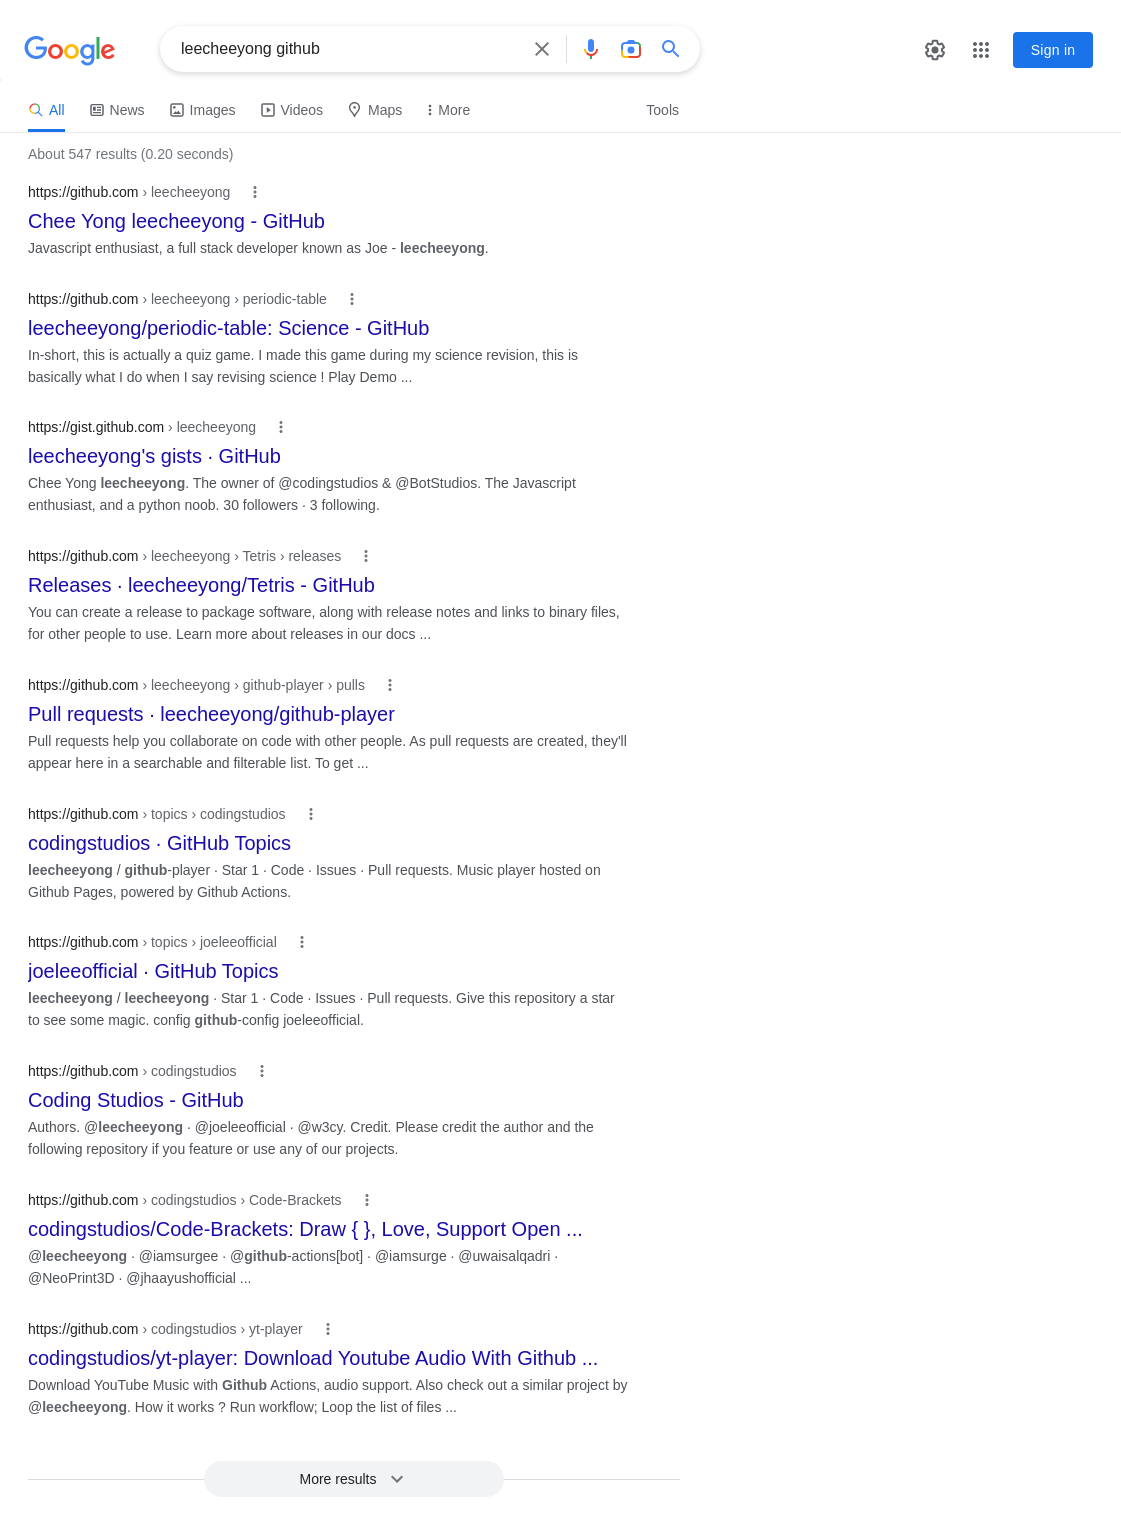 Google
leecheeyong github
Sign in
All News Images Videos Maps More Tools
About 547 results (0.20 seconds)
https://github.com › leecheeyong
Chee Yong leecheeyong - GitHub
Javascript enthusiast, a full stack developer known as Joe - leecheeyong.
https://github.com › leecheeyong › periodic-table
leecheeyong/periodic-table: Science - GitHub
In-short, this is actually a quiz game. I made this game during my science revision, this is
basically what I do when I say revising science ! Play Demo ...
https://gist.github.com › leecheeyong
leecheeyong's gists · GitHub
Chee Yong leecheeyong. The owner of @codingstudios & @BotStudios. The Javascript
enthusiast, and a python noob. 30 followers · 3 following.
https://github.com › leecheeyong › Tetris › releases
Releases · leecheeyong/Tetris - GitHub
You can create a release to package software, along with release notes and links to binary files,
for other people to use. Learn more about releases in our docs ...
https://github.com › leecheeyong › github-player › pulls
Pull requests · leecheeyong/github-player
Pull requests help you collaborate on code with other people. As pull requests are created, they'll
appear here in a searchable and filterable list. To get ...
https://github.com › topics › codingstudios
codingstudios · GitHub Topics
leecheeyong / github-player · Star 1 · Code · Issues · Pull requests. Music player hosted on
Github Pages, powered by Github Actions.
https://github.com › topics › joeleeofficial
joeleeofficial · GitHub Topics
leecheeyong / leecheeyong · Star 1 · Code · Issues · Pull requests. Give this repository a star
to see some magic. config github-config joeleeofficial.
https://github.com › codingstudios
Coding Studios - GitHub
Authors. @leecheeyong · @joeleeofficial · @w3cy. Credit. Please credit the author and the
following repository if you feature or use any of our projects.
https://github.com › codingstudios › Code-Brackets
codingstudios/Code-Brackets: Draw { }, Love, Support Open ...
@leecheeyong · @iamsurgee · @github-actions[bot] · @iamsurge · @uwaisalqadri ·
@NeoPrint3D · @jhaayushofficial ...
https://github.com › codingstudios › yt-player
codingstudios/yt-player: Download Youtube Audio With Github ...
Download YouTube Music with Github Actions, audio support. Also check out a similar project by
@leecheeyong. How it works ? Run workflow; Loop the list of files ...
More results